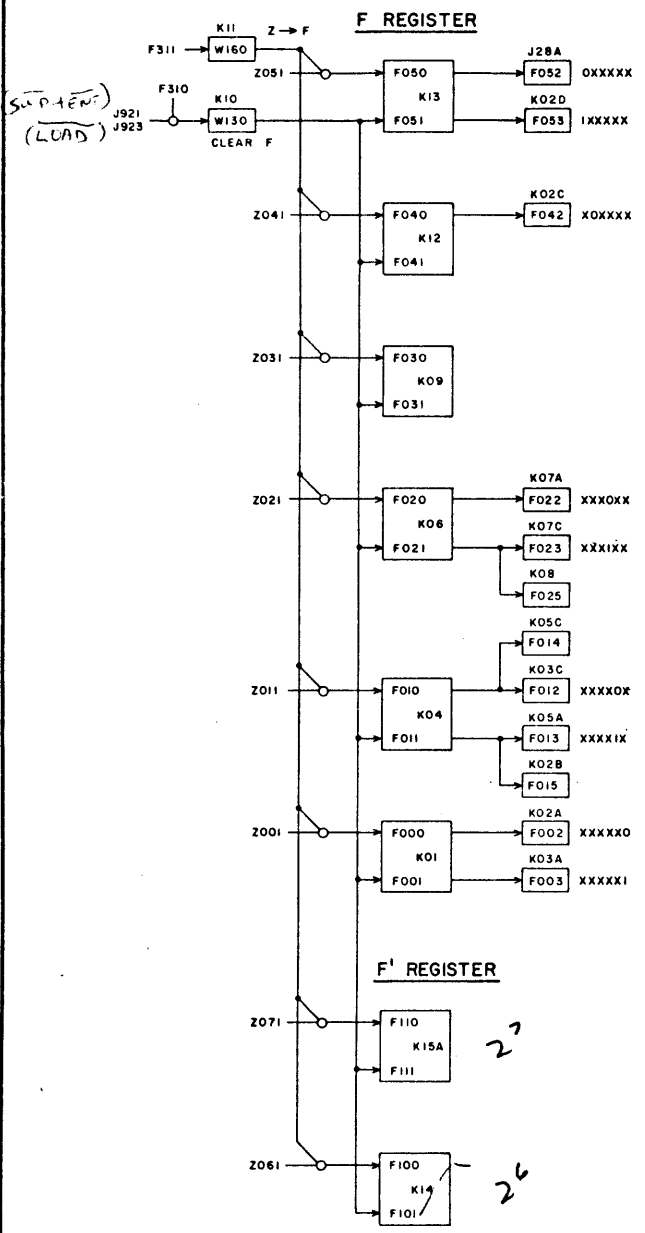 F REGISTER
K11
Z → F
F311
W160
Z051
F050
K13
F051
J28A
F052
0XXXXX
K02D
F053
1XXXXX
F310
J921
J923
(LOAD)
K10
W130
CLEAR F
Z041
F040
K12
F041
K02C
F042
X0XXXX
Z031
F030
K09
F031
Z021
F020
K06
F021
K07A
F022
XXX0XX
K07C
F023
XXX1XX
K08
F025
K05C
F014
Z011
F010
K04
F011
K03C
F012
XXXX0X
K05A
F013
XXXX1X
K02B
F015
Z001
F000
K01
F001
K02A
F002
XXXXX0
K03A
F003
XXXXX1
F' REGISTER
Z071
F110
K15A
F111
2⁷
Z061
F100
K14
F101
2⁶